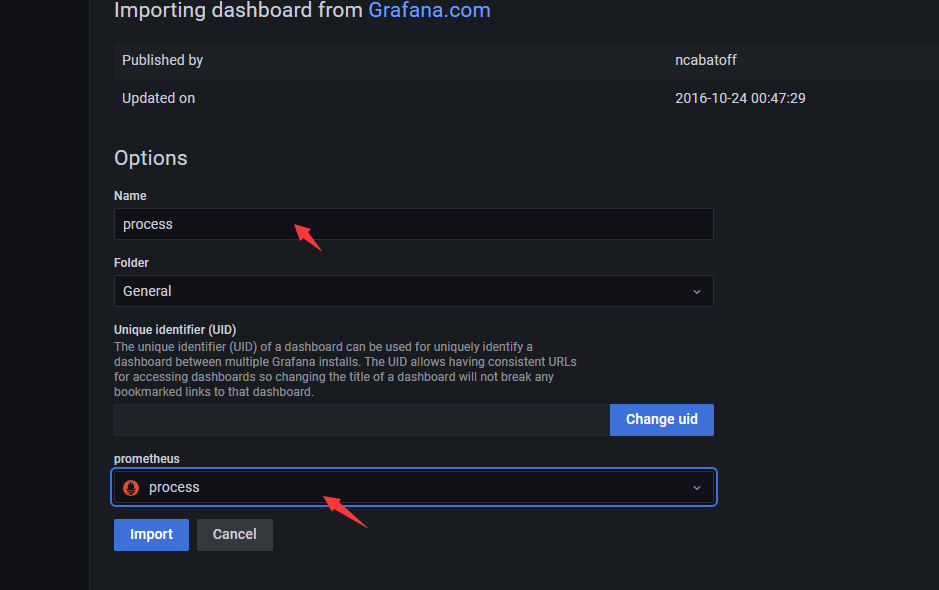 Importing dashboard from Grafana.com
Published by ncabatoff
Updated on 2016-10-24 00:47:29
Options
Name
process
Folder
General
Unique identifier (UID)
The unique identifier (UID) of a dashboard can be used for uniquely identify a
dashboard between multiple Grafana installs. The UID allows having consistent URLs
for accessing dashboards so changing the title of a dashboard will not break any
bookmarked links to that dashboard.
Change uid
prometheus
process
Import Cancel